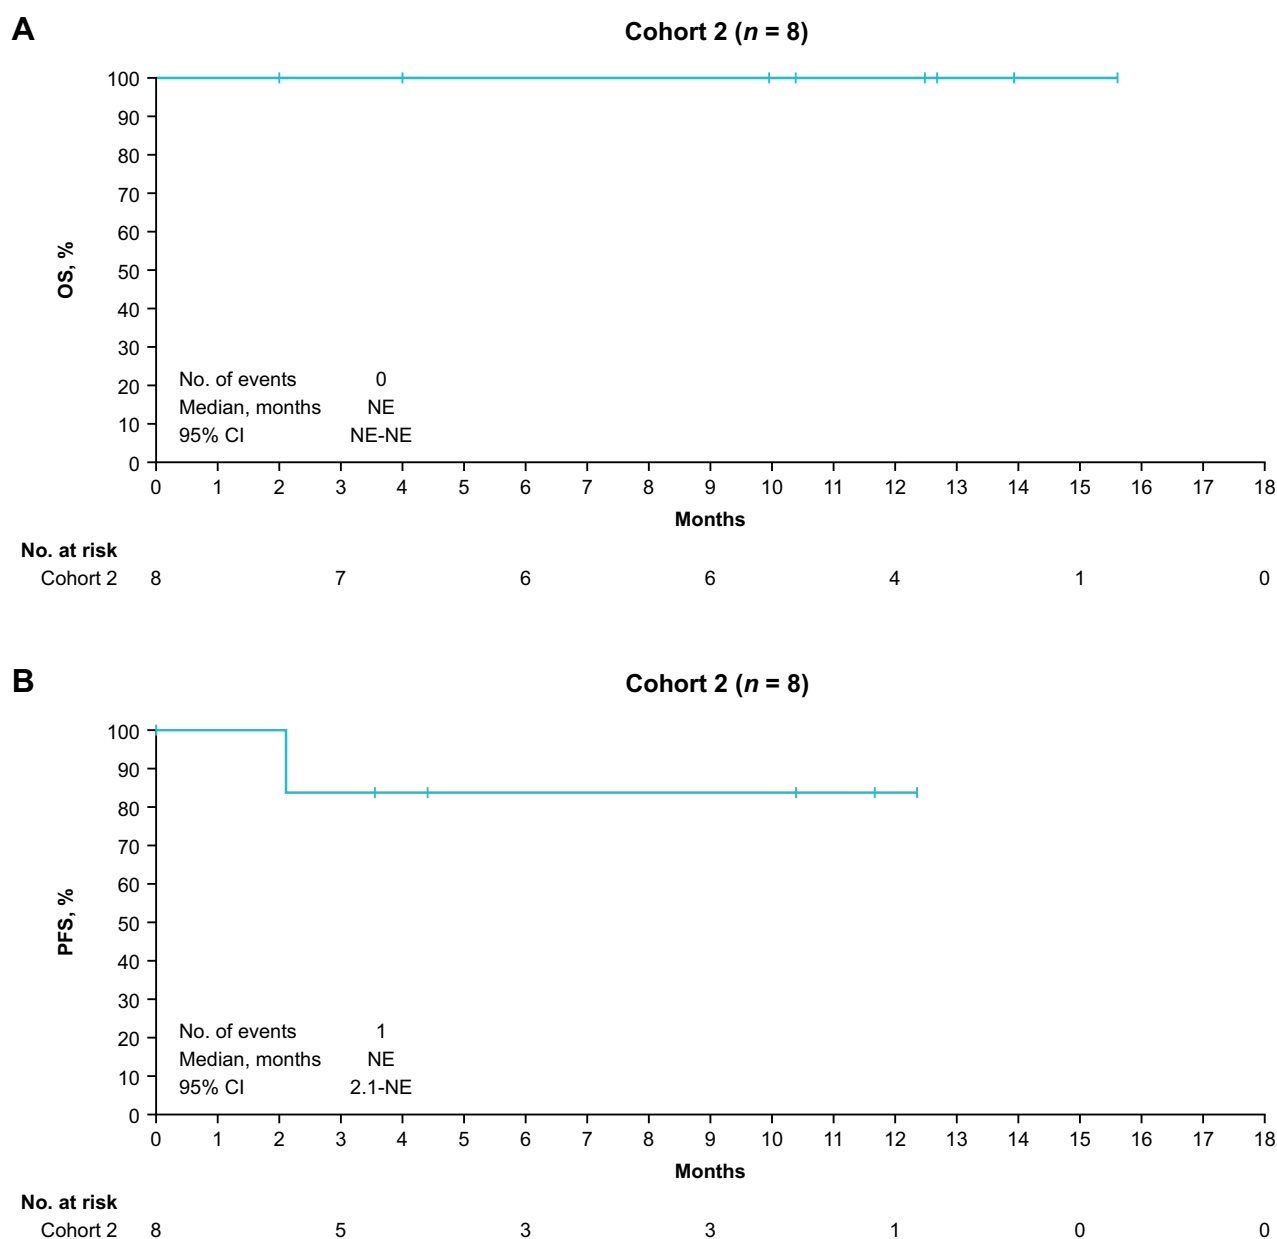 A
Cohort 2 (n = 8)
100
90
80
70
60
50
40
30
20
10
0
OS, %
No. of events 0
Median, months NE
95% CI NE-NE
0 1 2 3 4 5 6 7 8 9 10 11 12 13 14 15 16 17 18
Months
No. at risk
Cohort 2 8 7 6 6 4 1 0
B
Cohort 2 (n = 8)
100
90
80
70
60
50
40
30
20
10
0
PFS, %
No. of events 1
Median, months NE
95% CI 2.1-NE
0 1 2 3 4 5 6 7 8 9 10 11 12 13 14 15 16 17 18
Months
No. at risk
Cohort 2 8 5 3 3 1 0 0